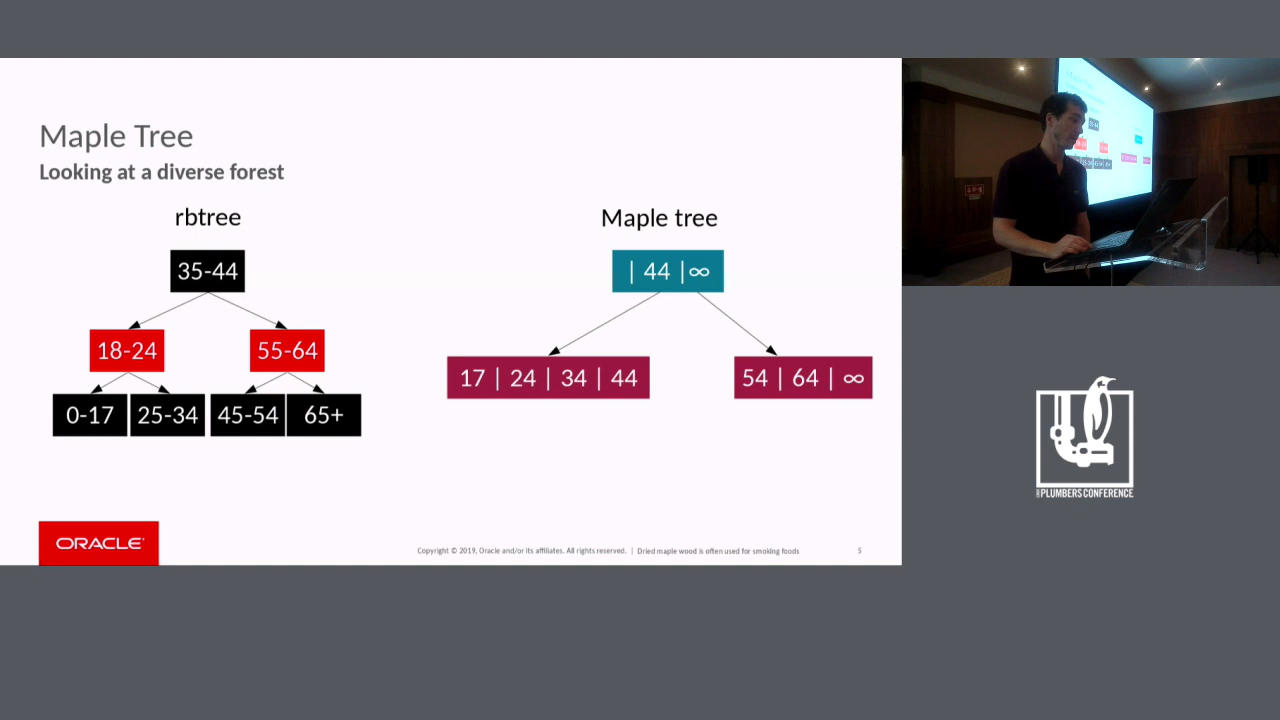 Maple Tree
Looking at a diverse forest
rbtree
35-44
18-24
55-64
0-17
25-34
45-54
65+
Maple tree
| 44 |∞
17 | 24 | 34 | 44
54 | 64 | ∞
ORACLE
Copyright © 2019, Oracle and/or its affiliates. All rights reserved. | Dried maple wood is often used for smoking foods
5
PLUMBERS CONFERENCE